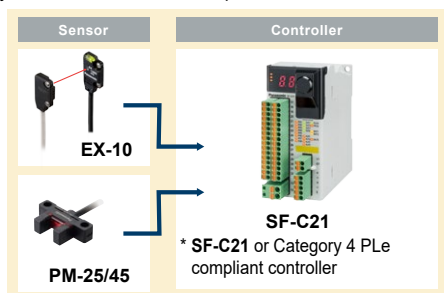 Sensor
Controller
EX-10
PM-25/45
88
SF-C21
* SF-C21 or Category 4 PLe
compliant controller